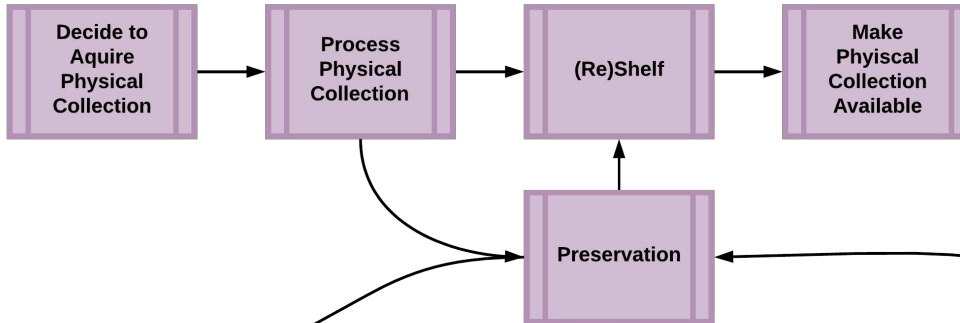 Decide to
Aquire
Physical
Collection
Process
Physical
Collection
(Re)Shelf
Make
Phyiscal
Collection
Available
Preservation